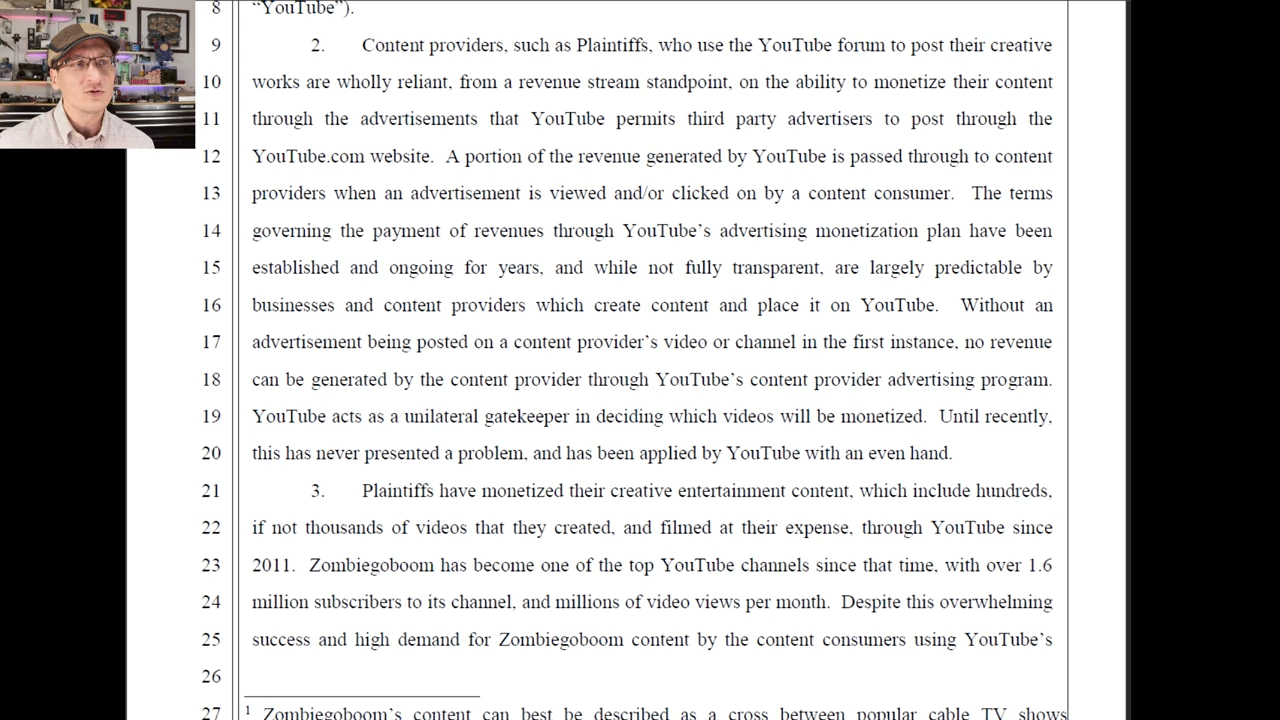 8 “YouTube”).
9 2. Content providers, such as Plaintiffs, who use the YouTube forum to post their creative
10 works are wholly reliant, from a revenue stream standpoint, on the ability to monetize their content
11 through the advertisements that YouTube permits third party advertisers to post through the
12 YouTube.com website. A portion of the revenue generated by YouTube is passed through to content
13 providers when an advertisement is viewed and/or clicked on by a content consumer. The terms
14 governing the payment of revenues through YouTube’s advertising monetization plan have been
15 established and ongoing for years, and while not fully transparent, are largely predictable by
16 businesses and content providers which create content and place it on YouTube. Without an
17 advertisement being posted on a content provider’s video or channel in the first instance, no revenue
18 can be generated by the content provider through YouTube’s content provider advertising program.
19 YouTube acts as a unilateral gatekeeper in deciding which videos will be monetized. Until recently,
20 this has never presented a problem, and has been applied by YouTube with an even hand.
21 3. Plaintiffs have monetized their creative entertainment content, which include hundreds,
22 if not thousands of videos that they created, and filmed at their expense, through YouTube since
23 2011. Zombiegoboom has become one of the top YouTube channels since that time, with over 1.6
24 million subscribers to its channel, and millions of video views per month. Despite this overwhelming
25 success and high demand for Zombiegoboom content by the content consumers using YouTube’s
26
27 1 Zombiegoboom’s content can best be described as a cross between popular cable TV shows